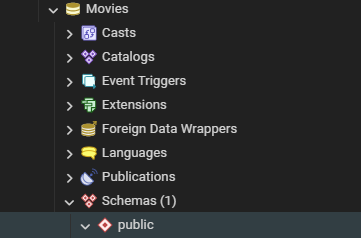 Movies
Casts
Catalogs
Event Triggers
Extensions
Foreign Data Wrappers
Languages
Publications
Schemas (1)
public